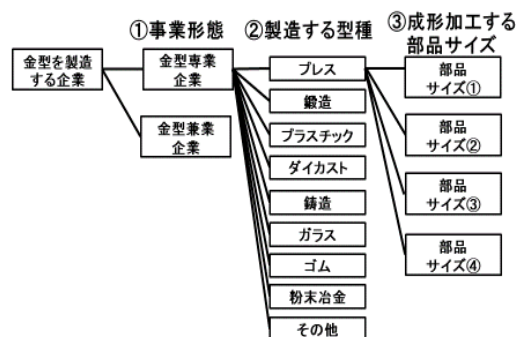 ①事業形態
②製造する型種
③成形加工する
部品サイズ
金型を製造
する企業
金型専業
企業
金型兼業
企業
プレス
鍛造
プラスチック
ダイカスト
鋳造
ガラス
ゴム
粉末冶金
その他
部品
サイズ①
部品
サイズ②
部品
サイズ③
部品
サイズ④